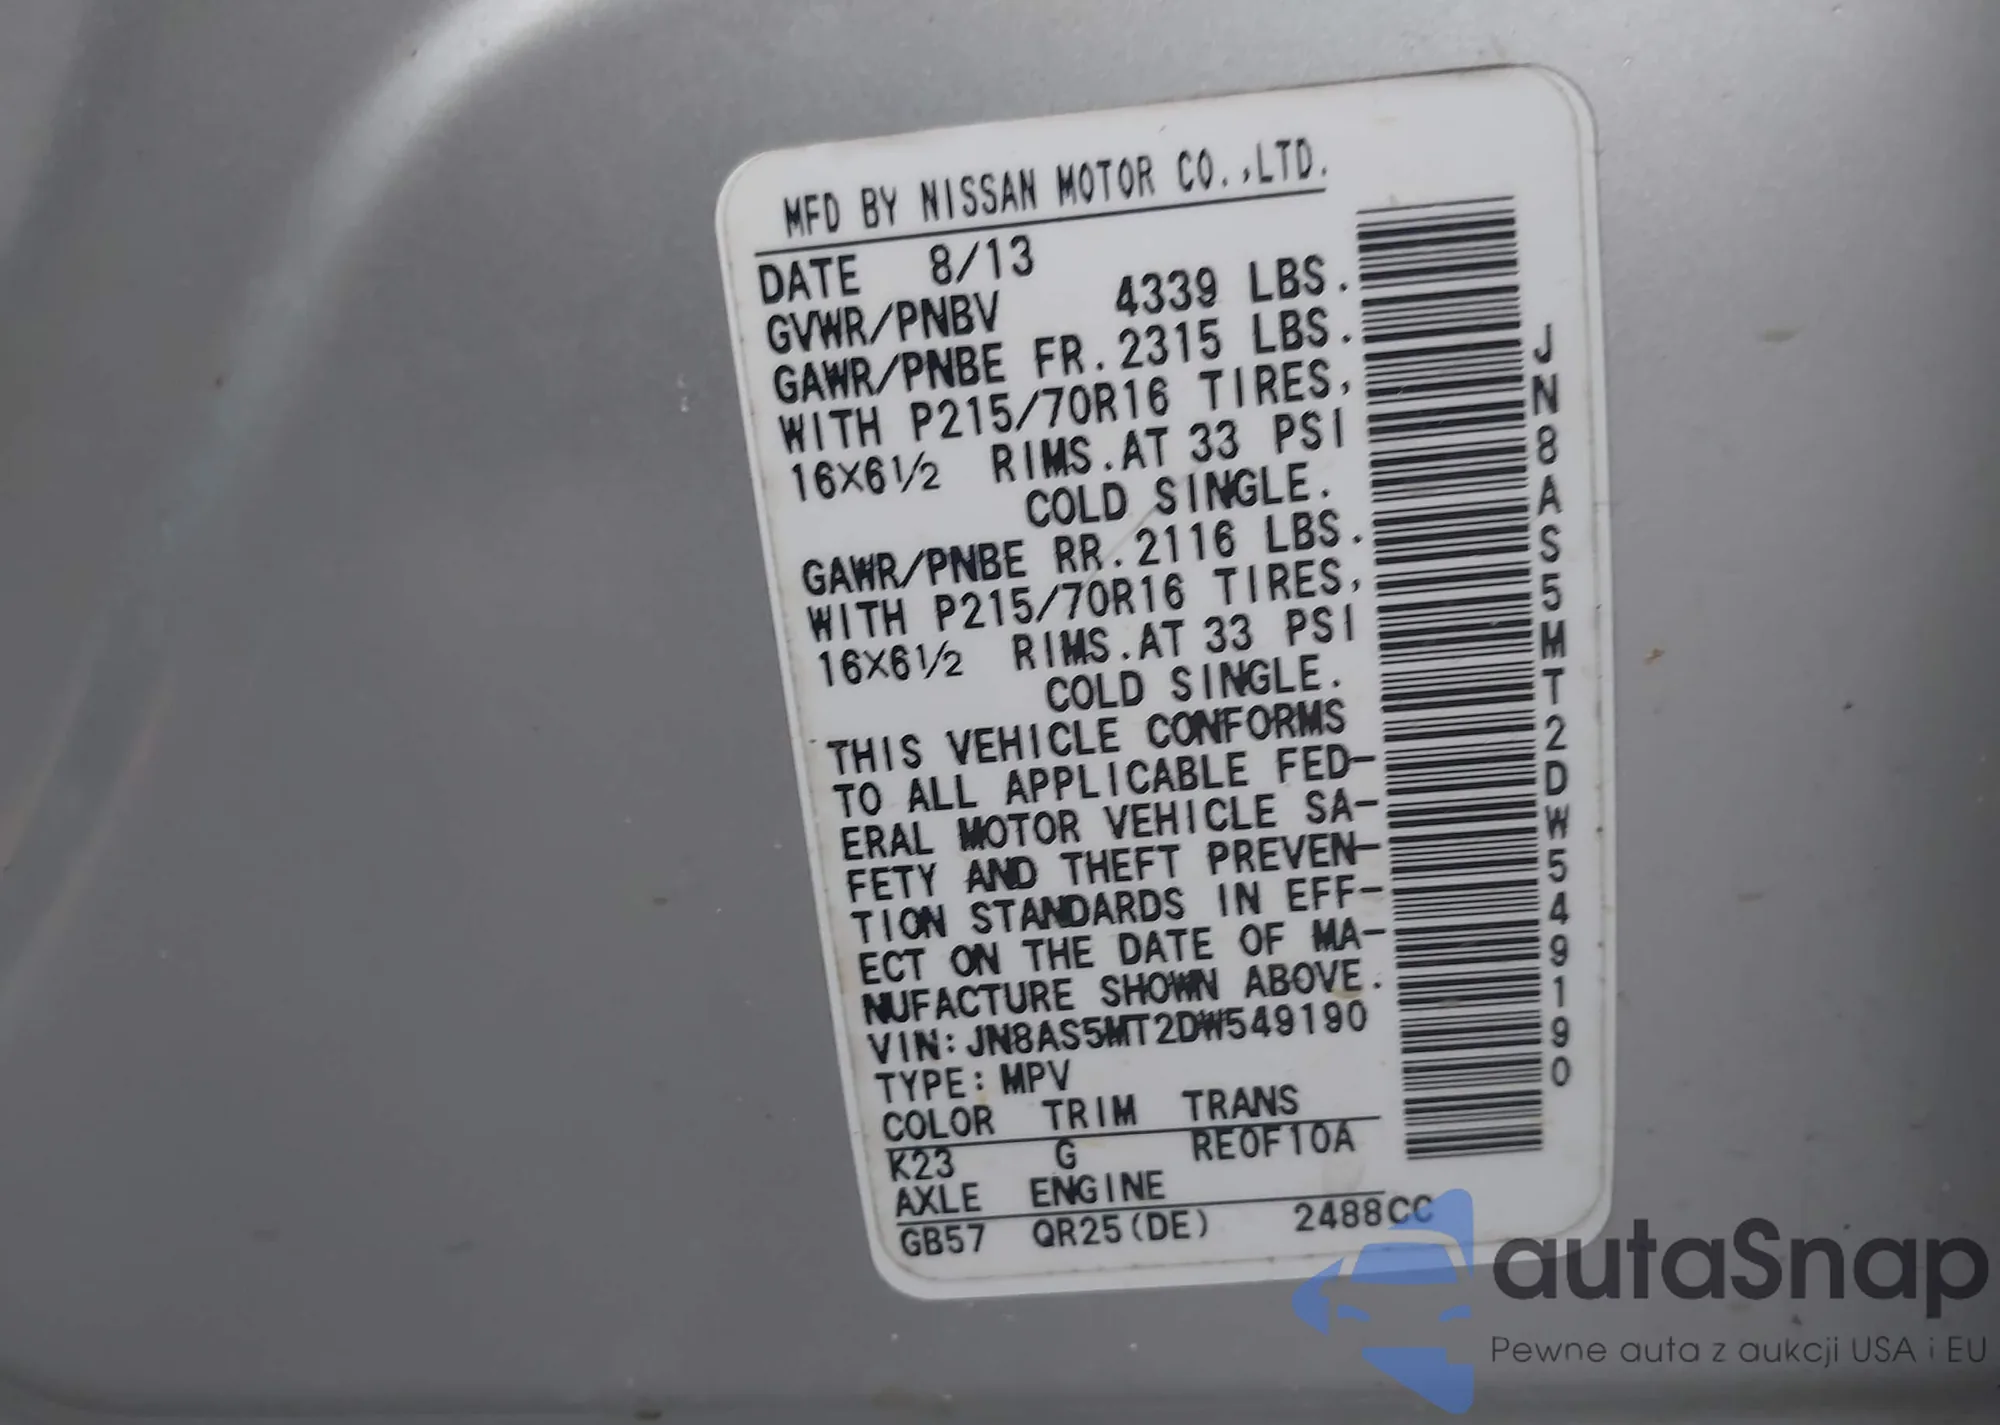 MFD BY NISSAN MOTOR CO.,LTD.
DATE 8/13
GVWR/PNBV 4339 LBS.
GAWR/PNBE FR.2315 LBS.
WITH P215/70R16 TIRES,
16X6½ RIMS.AT 33 PSI
COLD SINGLE.
GAWR/PNBE RR.2116 LBS.
WITH P215/70R16 TIRES,
16X6½ RIMS.AT 33 PSI
COLD SINGLE.
THIS VEHICLE CONFORMS
TO ALL APPLICABLE FED-
ERAL MOTOR VEHICLE SA-
FETY AND THEFT PREVEN-
TION STANDARDS IN EFF-
ECT ON THE DATE OF MA-
NUFACTURE SHOWN ABOVE.
VIN:JN8AS5MT2DW549190
TYPE:MPV
COLOR TRIM TRANS
K23 G RE0F10A
AXLE ENGINE
GB57 QR25(DE) 2488CC
JN8AS5MT2DW549190
autaSnap
Pewne auta z aukcji USA i EU